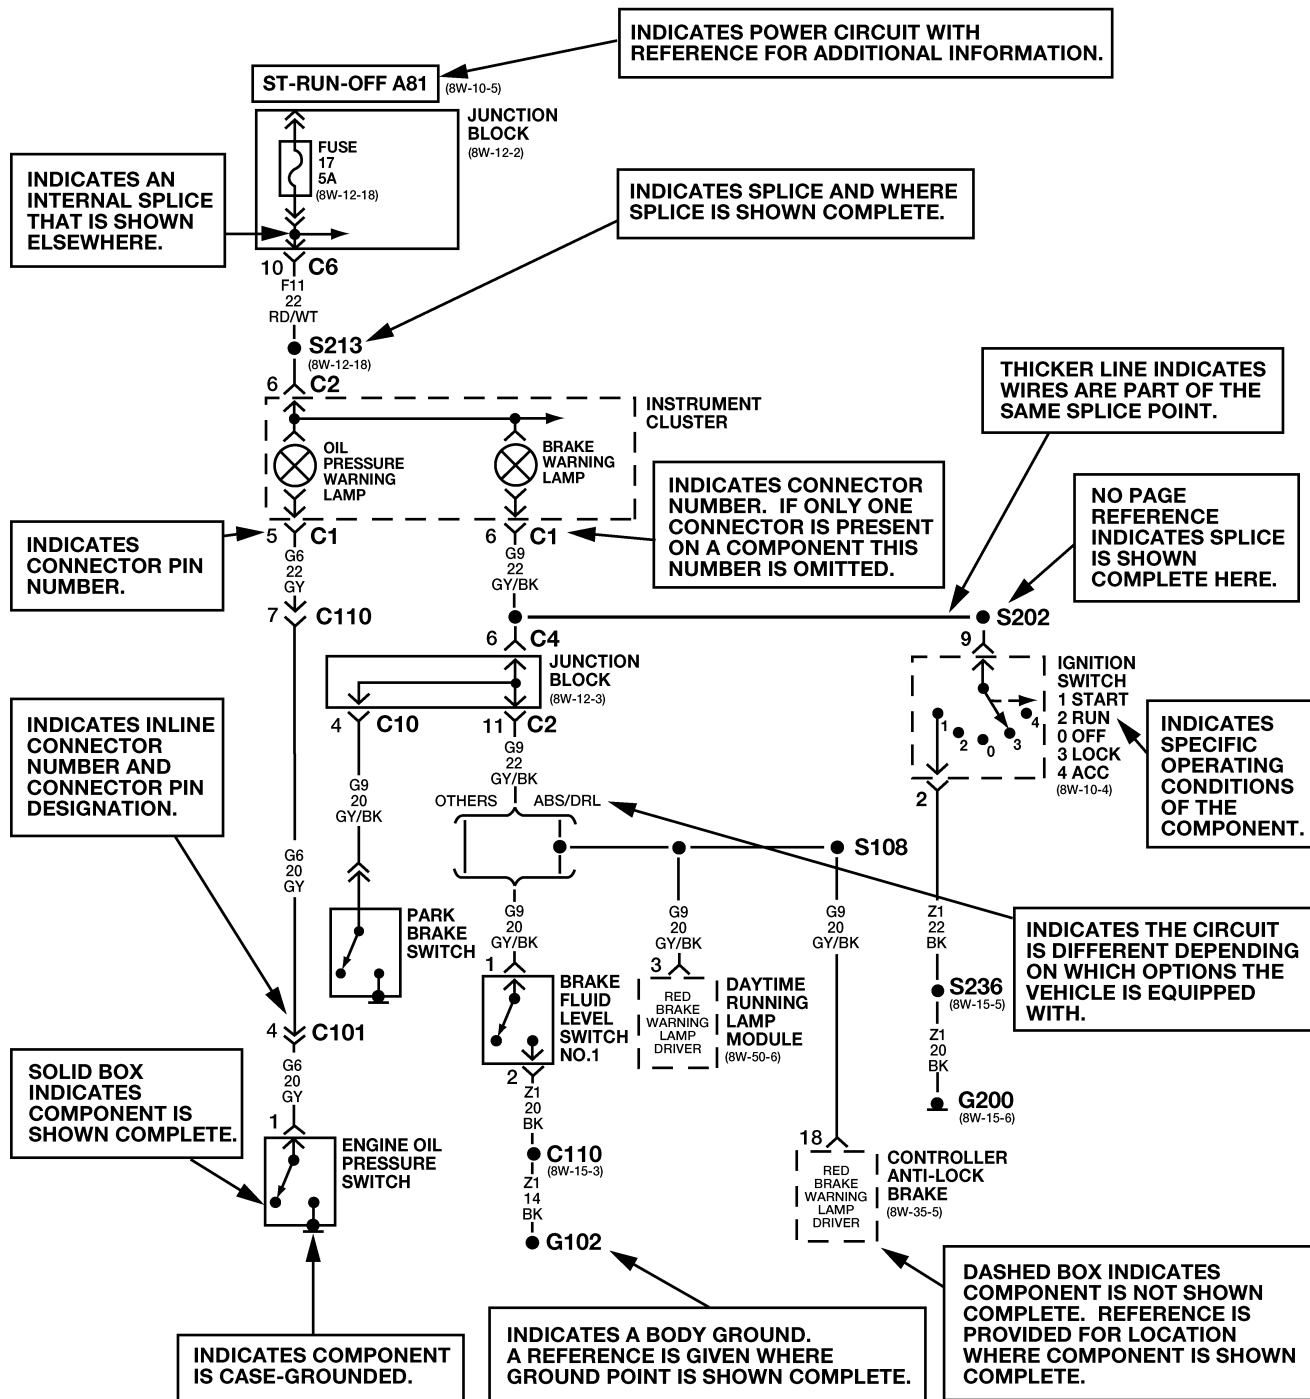 INDICATES POWER CIRCUIT WITH
REFERENCE FOR ADDITIONAL INFORMATION.
ST-RUN-OFF A81
(8W-10-5)
JUNCTION
BLOCK
(8W-12-2)
FUSE
17
5A
(8W-12-18)
INDICATES AN
INTERNAL SPLICE
THAT IS SHOWN
ELSEWHERE.
INDICATES SPLICE AND WHERE
SPLICE IS SHOWN COMPLETE.
10 C6
F11
22
RD/WT
S213
(8W-12-18)
6 C2
INSTRUMENT
CLUSTER
OIL
PRESSURE
WARNING
LAMP
BRAKE
WARNING
LAMP
THICKER LINE INDICATES
WIRES ARE PART OF THE
SAME SPLICE POINT.
INDICATES CONNECTOR
NUMBER. IF ONLY ONE
CONNECTOR IS PRESENT
ON A COMPONENT THIS
NUMBER IS OMITTED.
NO PAGE
REFERENCE
INDICATES SPLICE
IS SHOWN
COMPLETE HERE.
INDICATES
CONNECTOR PIN
NUMBER.
5 C1
G6
22
GY
7 C110
6 C1
G9
22
GY/BK
S202
9
6 C4
JUNCTION
BLOCK
(8W-12-3)
4 C10
11 C2
IGNITION
SWITCH
1 START
2 RUN
0 OFF
3 LOCK
4 ACC
(8W-10-4)
1
2
0
3
4
2
INDICATES
SPECIFIC
OPERATING
CONDITIONS
OF THE
COMPONENT.
INDICATES INLINE
CONNECTOR
NUMBER AND
CONNECTOR PIN
DESIGNATION.
G9
20
GY/BK
G9
22
GY/BK
OTHERS
ABS/DRL
S108
G6
20
GY
PARK
BRAKE
SWITCH
G9
20
GY/BK
G9
20
GY/BK
G9
20
GY/BK
Z1
22
BK
INDICATES THE CIRCUIT
IS DIFFERENT DEPENDING
ON WHICH OPTIONS THE
VEHICLE IS EQUIPPED
WITH.
1
BRAKE
FLUID
LEVEL
SWITCH
NO.1
3
RED
BRAKE
WARNING
LAMP
DRIVER
DAYTIME
RUNNING
LAMP
MODULE
(8W-50-6)
S236
(8W-15-5)
Z1
20
BK
G200
(8W-15-6)
4 C101
G6
20
GY
SOLID BOX
INDICATES
COMPONENT IS
SHOWN COMPLETE.
1
ENGINE OIL
PRESSURE
SWITCH
2
Z1
20
BK
C110
(8W-15-3)
Z1
14
BK
G102
18
RED
BRAKE
WARNING
LAMP
DRIVER
CONTROLLER
ANTI-LOCK
BRAKE
(8W-35-5)
INDICATES COMPONENT
IS CASE-GROUNDED.
INDICATES A BODY GROUND.
A REFERENCE IS GIVEN WHERE
GROUND POINT IS SHOWN COMPLETE.
DASHED BOX INDICATES
COMPONENT IS NOT SHOWN
COMPLETE. REFERENCE IS
PROVIDED FOR LOCATION
WHERE COMPONENT IS SHOWN
COMPLETE.